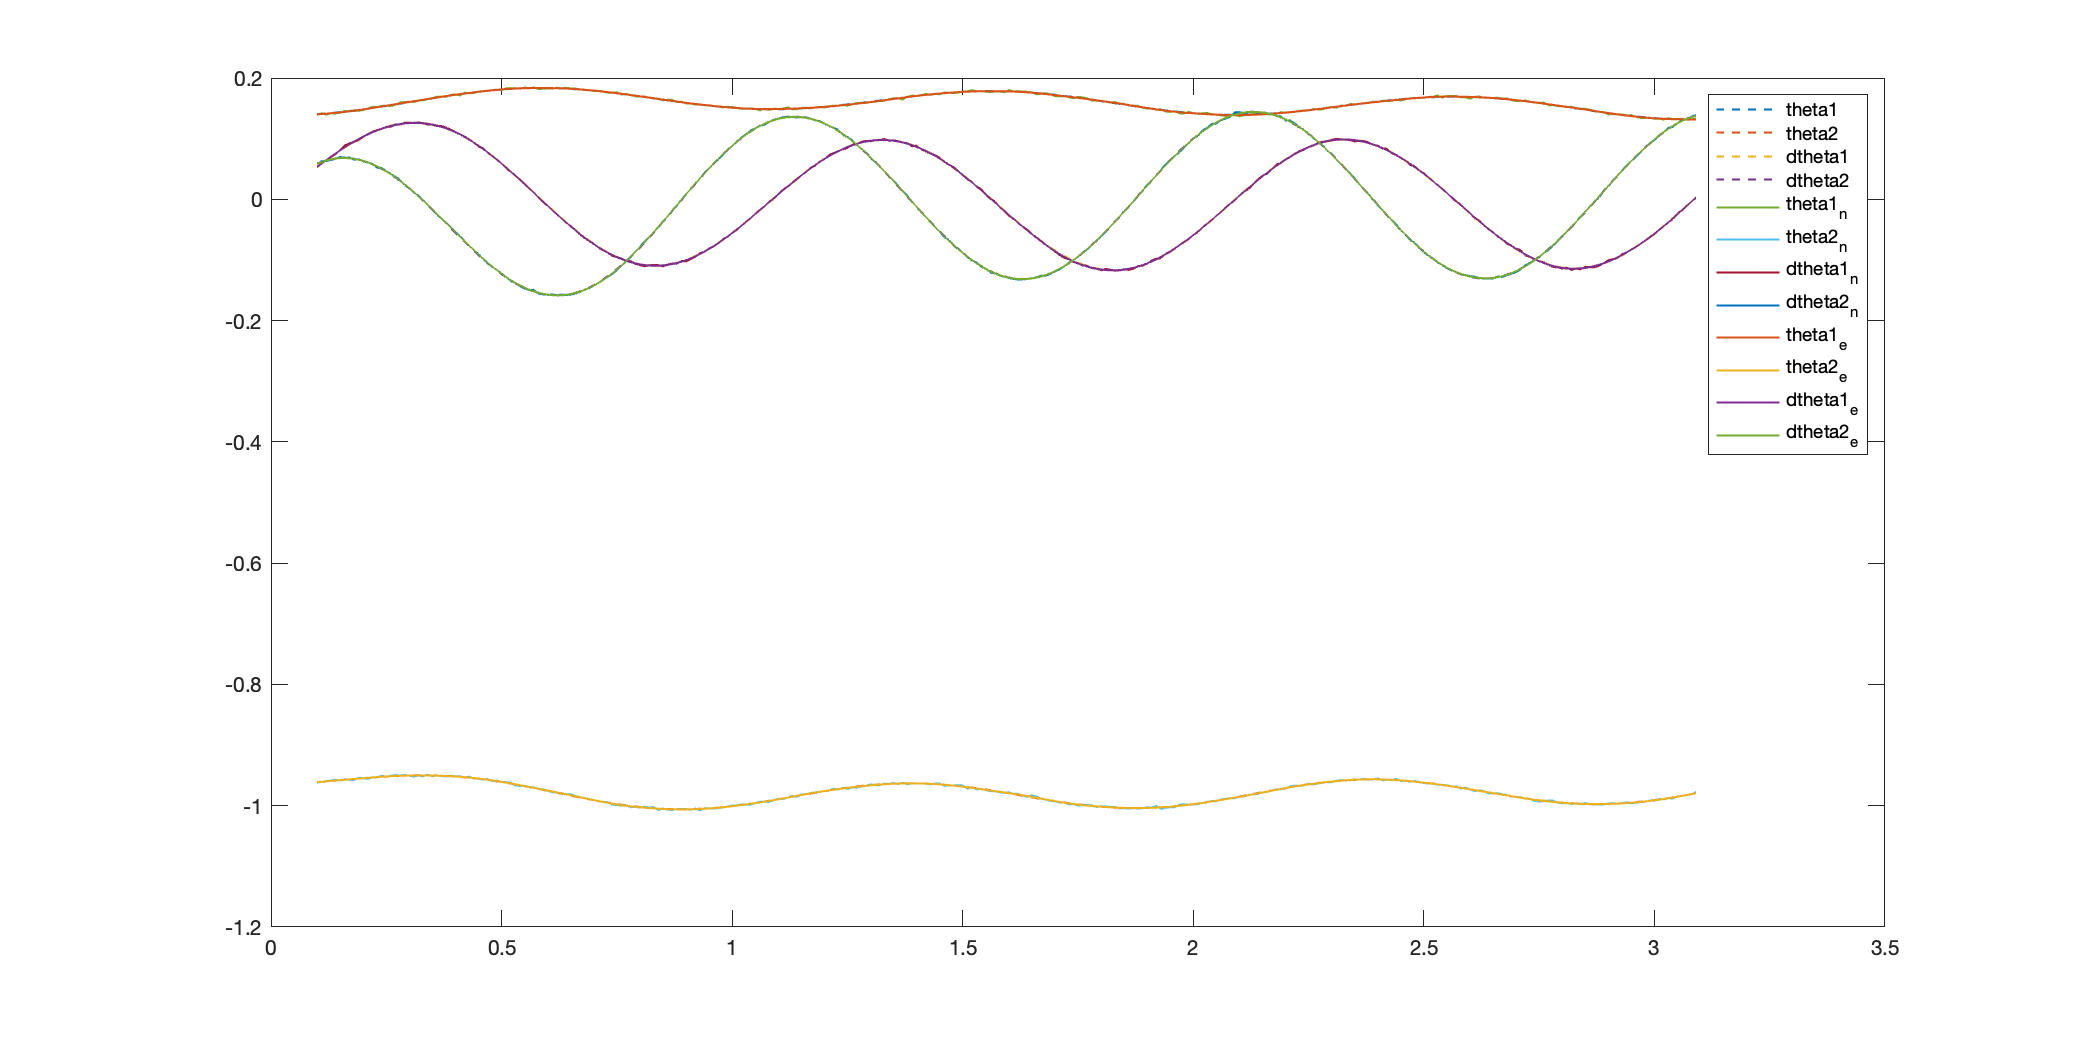 0.2
0
-0.2
-0.4
-0.6
-0.8
-1
-1.2
0
0.5
1
1.5
2
2.5
3
3.5
theta1
theta2
dtheta1
dtheta2
theta1n
theta2n
dtheta1n
dtheta2n
theta1e
theta2e
dtheta1e
dtheta2e